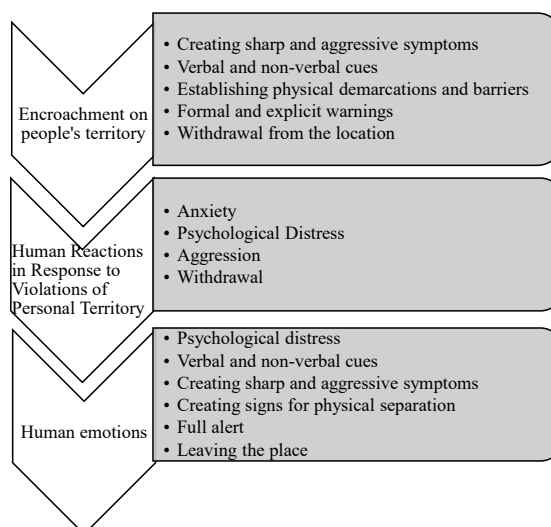 Encroachment on
people's territory
• Creating sharp and aggressive symptoms
• Verbal and non-verbal cues
• Establishing physical demarcations and barriers
• Formal and explicit warnings
• Withdrawal from the location
Human Reactions
in Response to
Violations of
Personal Territory
• Anxiety
• Psychological Distress
• Aggression
• Withdrawal
Human emotions
• Psychological distress
• Verbal and non-verbal cues
• Creating sharp and aggressive symptoms
• Creating signs for physical separation
• Full alert
• Leaving the place